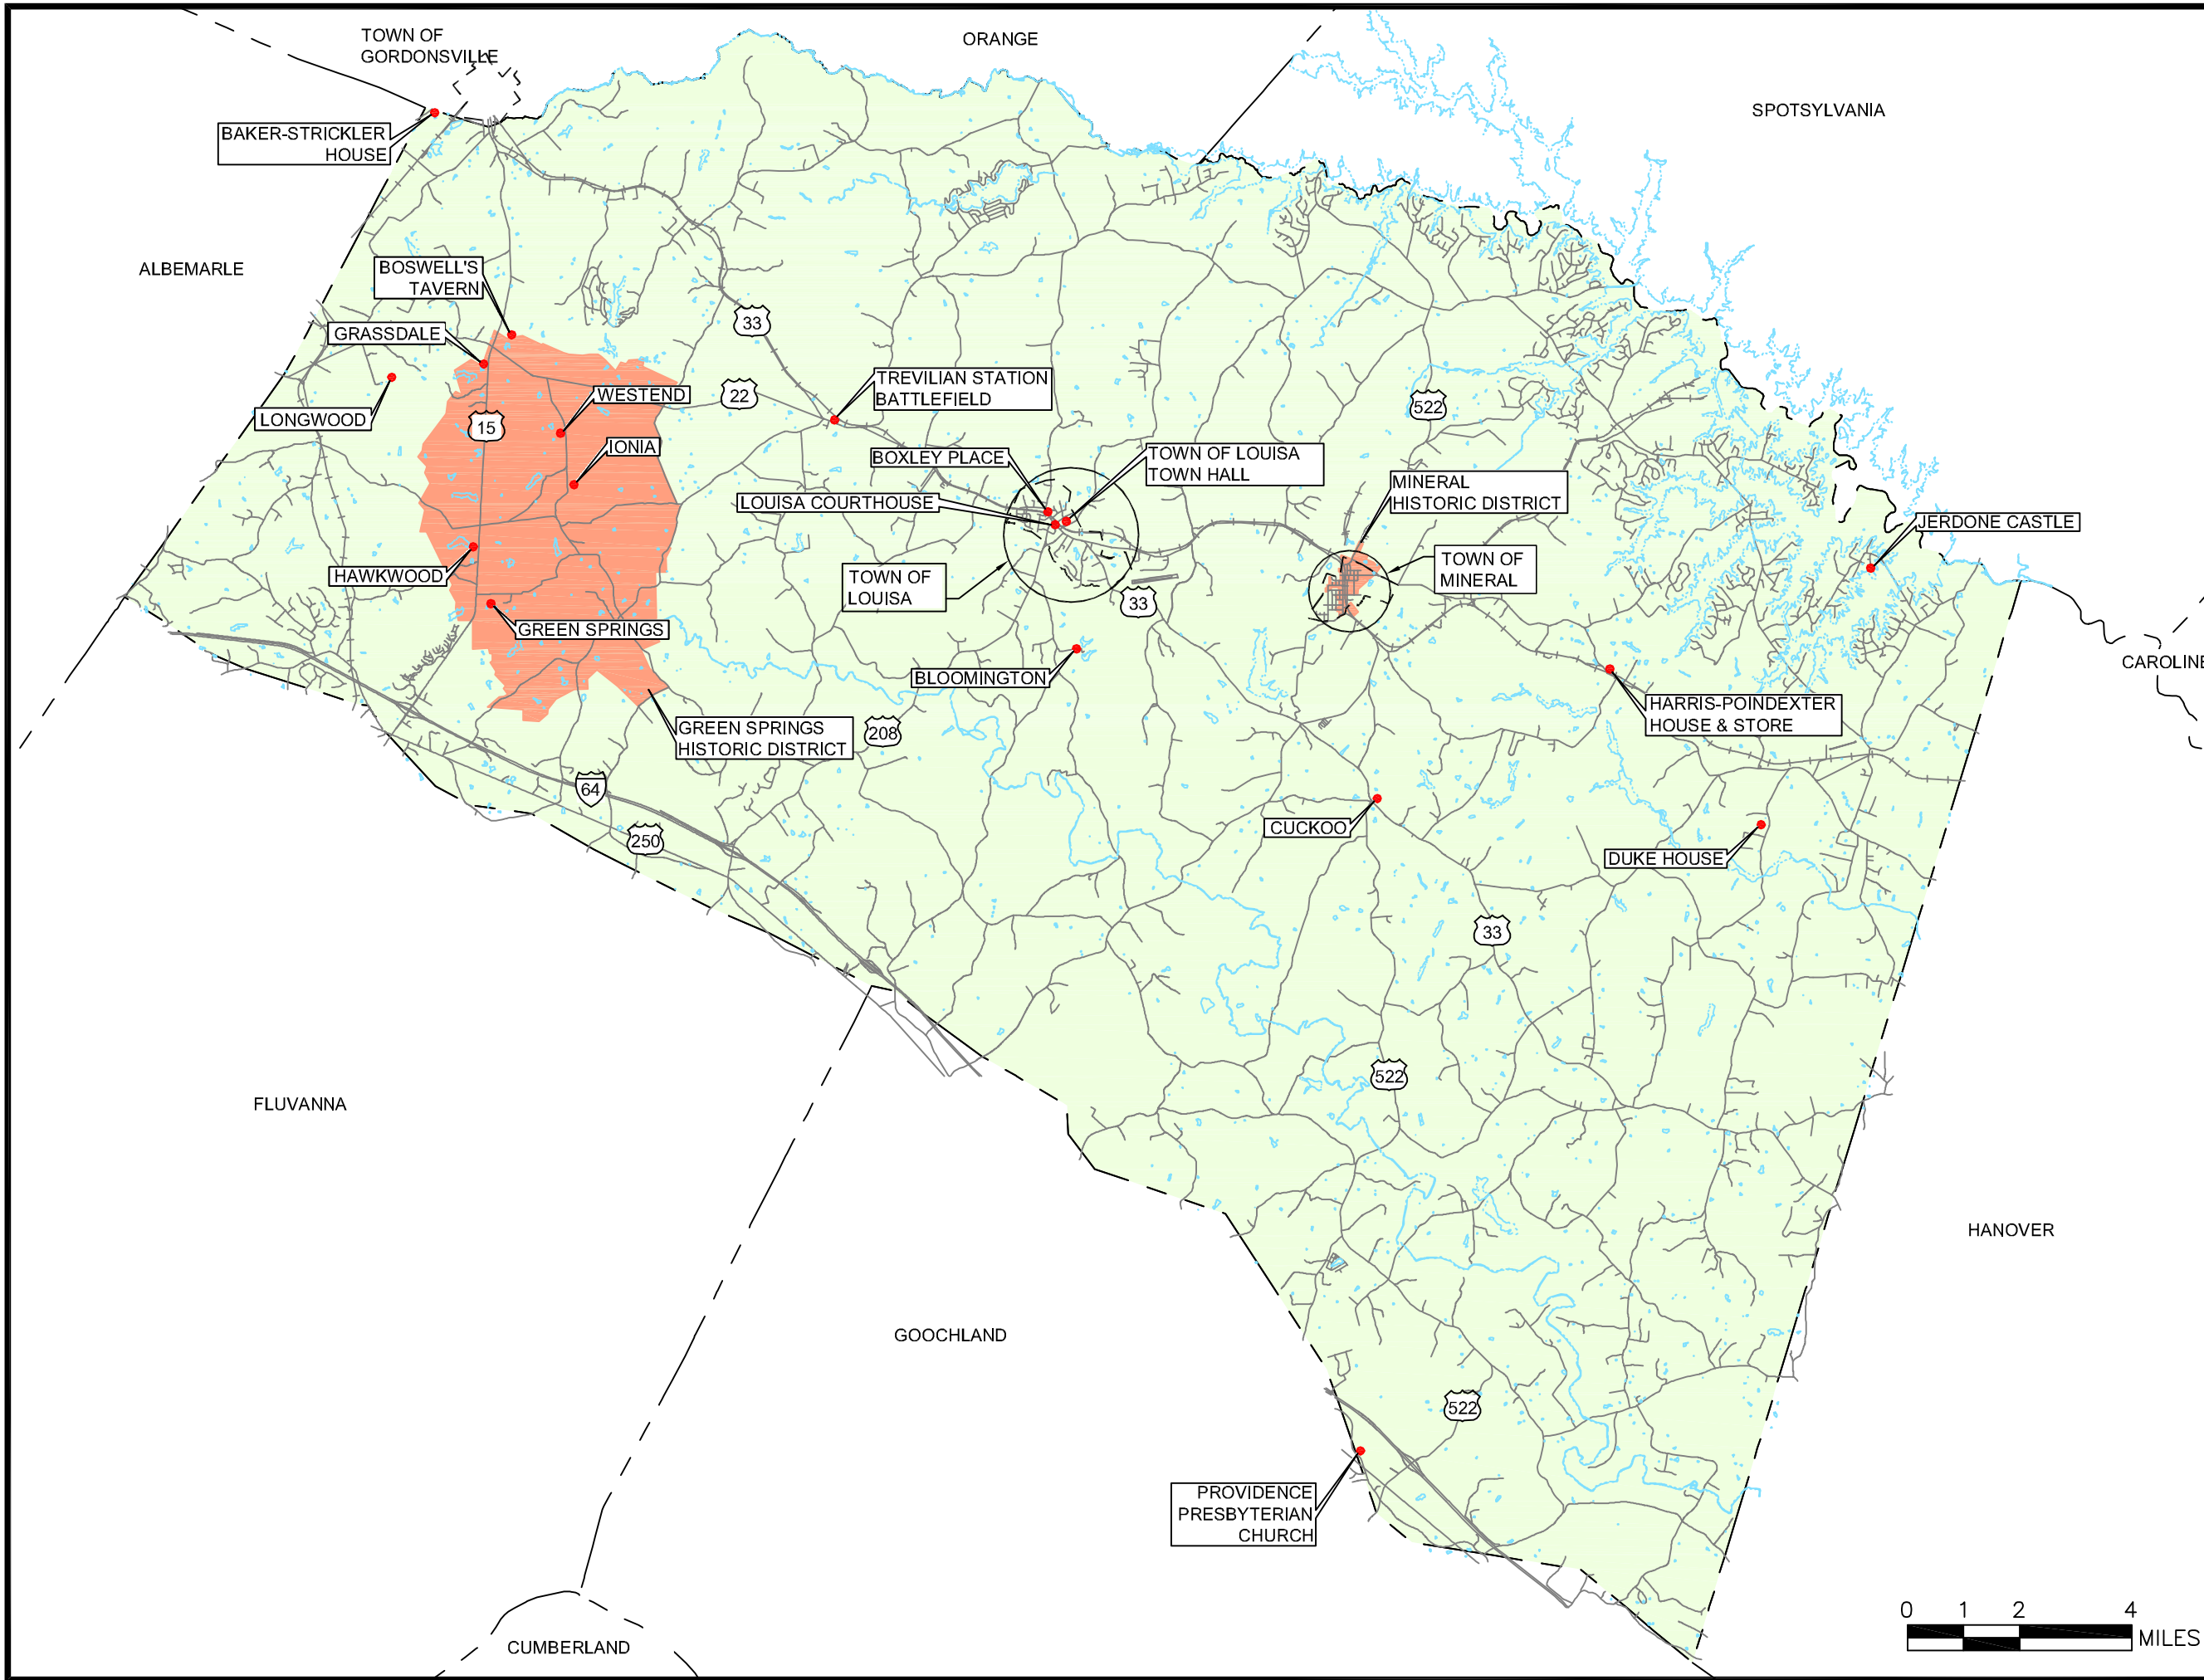 TOWN OF
GORDONSVILLE
ORANGE
SPOTSYLVANIA
BAKER-STRICKLER
HOUSE
ALBEMARLE
BOSWELL'S
TAVERN
GRASSDALE
33
LONGWOOD
15
WESTEND
22
TREVILIAN STATION
BATTLEFIELD
522
IONIA
BOXLEY PLACE
TOWN OF LOUISA
TOWN HALL
LOUISA COURTHOUSE
MINERAL
HISTORIC DISTRICT
JERDONE CASTLE
HAWKWOOD
TOWN OF
LOUISA
33
TOWN OF
MINERAL
GREEN SPRINGS
BLOOMINGTON
CAROLINE
GREEN SPRINGS
HISTORIC DISTRICT
208
HARRIS-POINDEXTER
HOUSE & STORE
64
250
CUCKOO
DUKE HOUSE
33
522
FLUVANNA
HANOVER
GOOCHLAND
522
PROVIDENCE
PRESBYTERIAN
CHURCH
CUMBERLAND
0 1 2 4
MILES